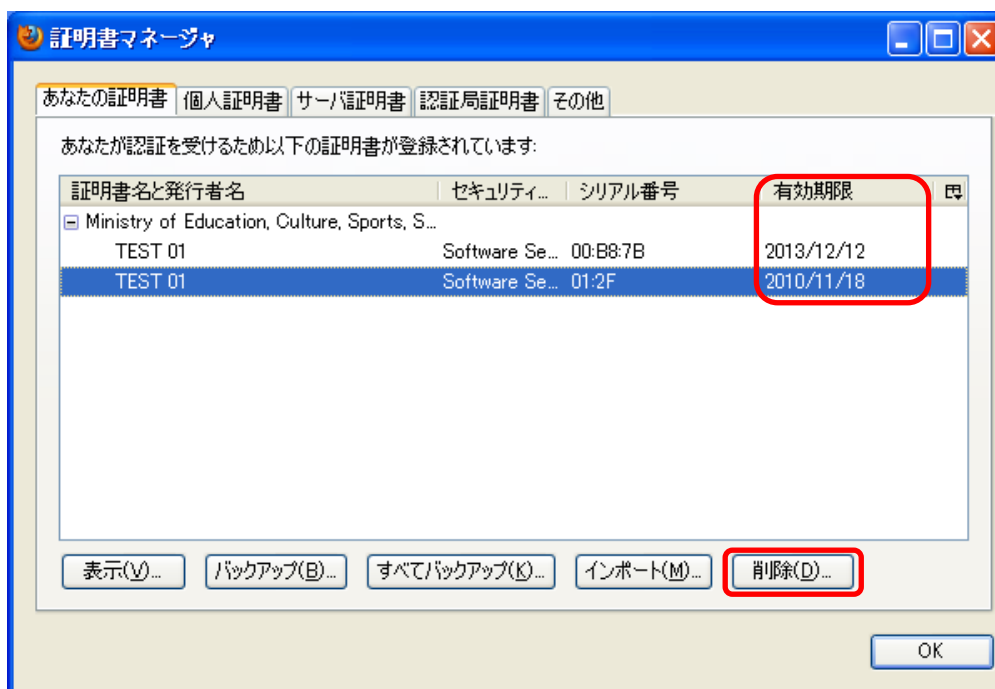 証明書マネージャ
あなたの証明書 個人証明書 サーバ証明書 認証局証明書 その他
あなたが認証を受けるため以下の証明書が登録されています:
証明書名と発行者名 セキュリティ... シリアル番号 有効期限
Ministry of Education, Culture, Sports, S...
TEST 01 Software Se... 00:B8:7B 2013/12/12
TEST 01 Software Se... 01:2F 2010/11/18
表示(V)... バックアップ(B)... すべてバックアップ(K)... インポート(M)... 削除(D)...
OK